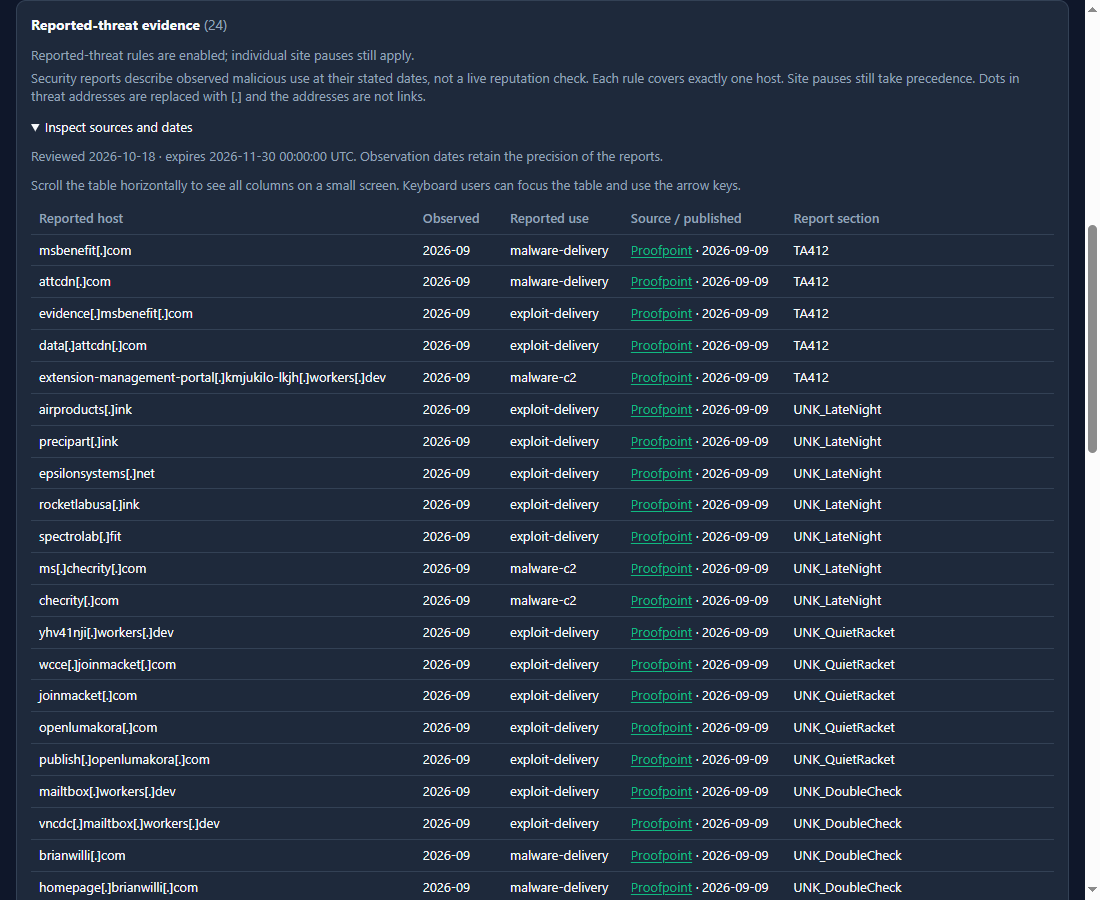 Reported-threat evidence (24)
Reported-threat rules are enabled; individual site pauses still apply.
Security reports describe observed malicious use at their stated dates, not a live reputation check. Each rule covers exactly one host. Site pauses still take precedence. Dots in
threat addresses are replaced with [.] and the addresses are not links.
▼ Inspect sources and dates
Reviewed 2026-10-18 · expires 2026-11-30 00:00:00 UTC. Observation dates retain the precision of the reports.
Scroll the table horizontally to see all columns on a small screen. Keyboard users can focus the table and use the arrow keys.
Reported host Observed Reported use Source / published Report section
msbenefit[.]com 2026-09 malware-delivery Proofpoint · 2026-09-09 TA412
attcdn[.]com 2026-09 malware-delivery Proofpoint · 2026-09-09 TA412
evidence[.]msbenefit[.]com 2026-09 exploit-delivery Proofpoint · 2026-09-09 TA412
data[.]attcdn[.]com 2026-09 exploit-delivery Proofpoint · 2026-09-09 TA412
extension-management-portal[.]kmjukilo-lkjh[.]workers[.]dev 2026-09 malware-c2 Proofpoint · 2026-09-09 TA412
airproducts[.]ink 2026-09 exploit-delivery Proofpoint · 2026-09-09 UNK_LateNight
precipart[.]ink 2026-09 exploit-delivery Proofpoint · 2026-09-09 UNK_LateNight
epsilonsystems[.]net 2026-09 exploit-delivery Proofpoint · 2026-09-09 UNK_LateNight
rocketlabusa[.]ink 2026-09 exploit-delivery Proofpoint · 2026-09-09 UNK_LateNight
spectrolab[.]fit 2026-09 exploit-delivery Proofpoint · 2026-09-09 UNK_LateNight
ms[.]checrity[.]com 2026-09 malware-c2 Proofpoint · 2026-09-09 UNK_LateNight
checrity[.]com 2026-09 malware-c2 Proofpoint · 2026-09-09 UNK_LateNight
yhv41nji[.]workers[.]dev 2026-09 exploit-delivery Proofpoint · 2026-09-09 UNK_QuietRacket
wcce[.]joinmacket[.]com 2026-09 exploit-delivery Proofpoint · 2026-09-09 UNK_QuietRacket
joinmacket[.]com 2026-09 exploit-delivery Proofpoint · 2026-09-09 UNK_QuietRacket
openlumakora[.]com 2026-09 exploit-delivery Proofpoint · 2026-09-09 UNK_QuietRacket
publish[.]openlumakora[.]com 2026-09 exploit-delivery Proofpoint · 2026-09-09 UNK_QuietRacket
mailtbox[.]workers[.]dev 2026-09 exploit-delivery Proofpoint · 2026-09-09 UNK_DoubleCheck
vncdc[.]mailtbox[.]workers[.]dev 2026-09 exploit-delivery Proofpoint · 2026-09-09 UNK_DoubleCheck
brianwilli[.]com 2026-09 malware-delivery Proofpoint · 2026-09-09 UNK_DoubleCheck
homepage[.]brianwilli[.]com 2026-09 malware-delivery Proofpoint · 2026-09-09 UNK_DoubleCheck